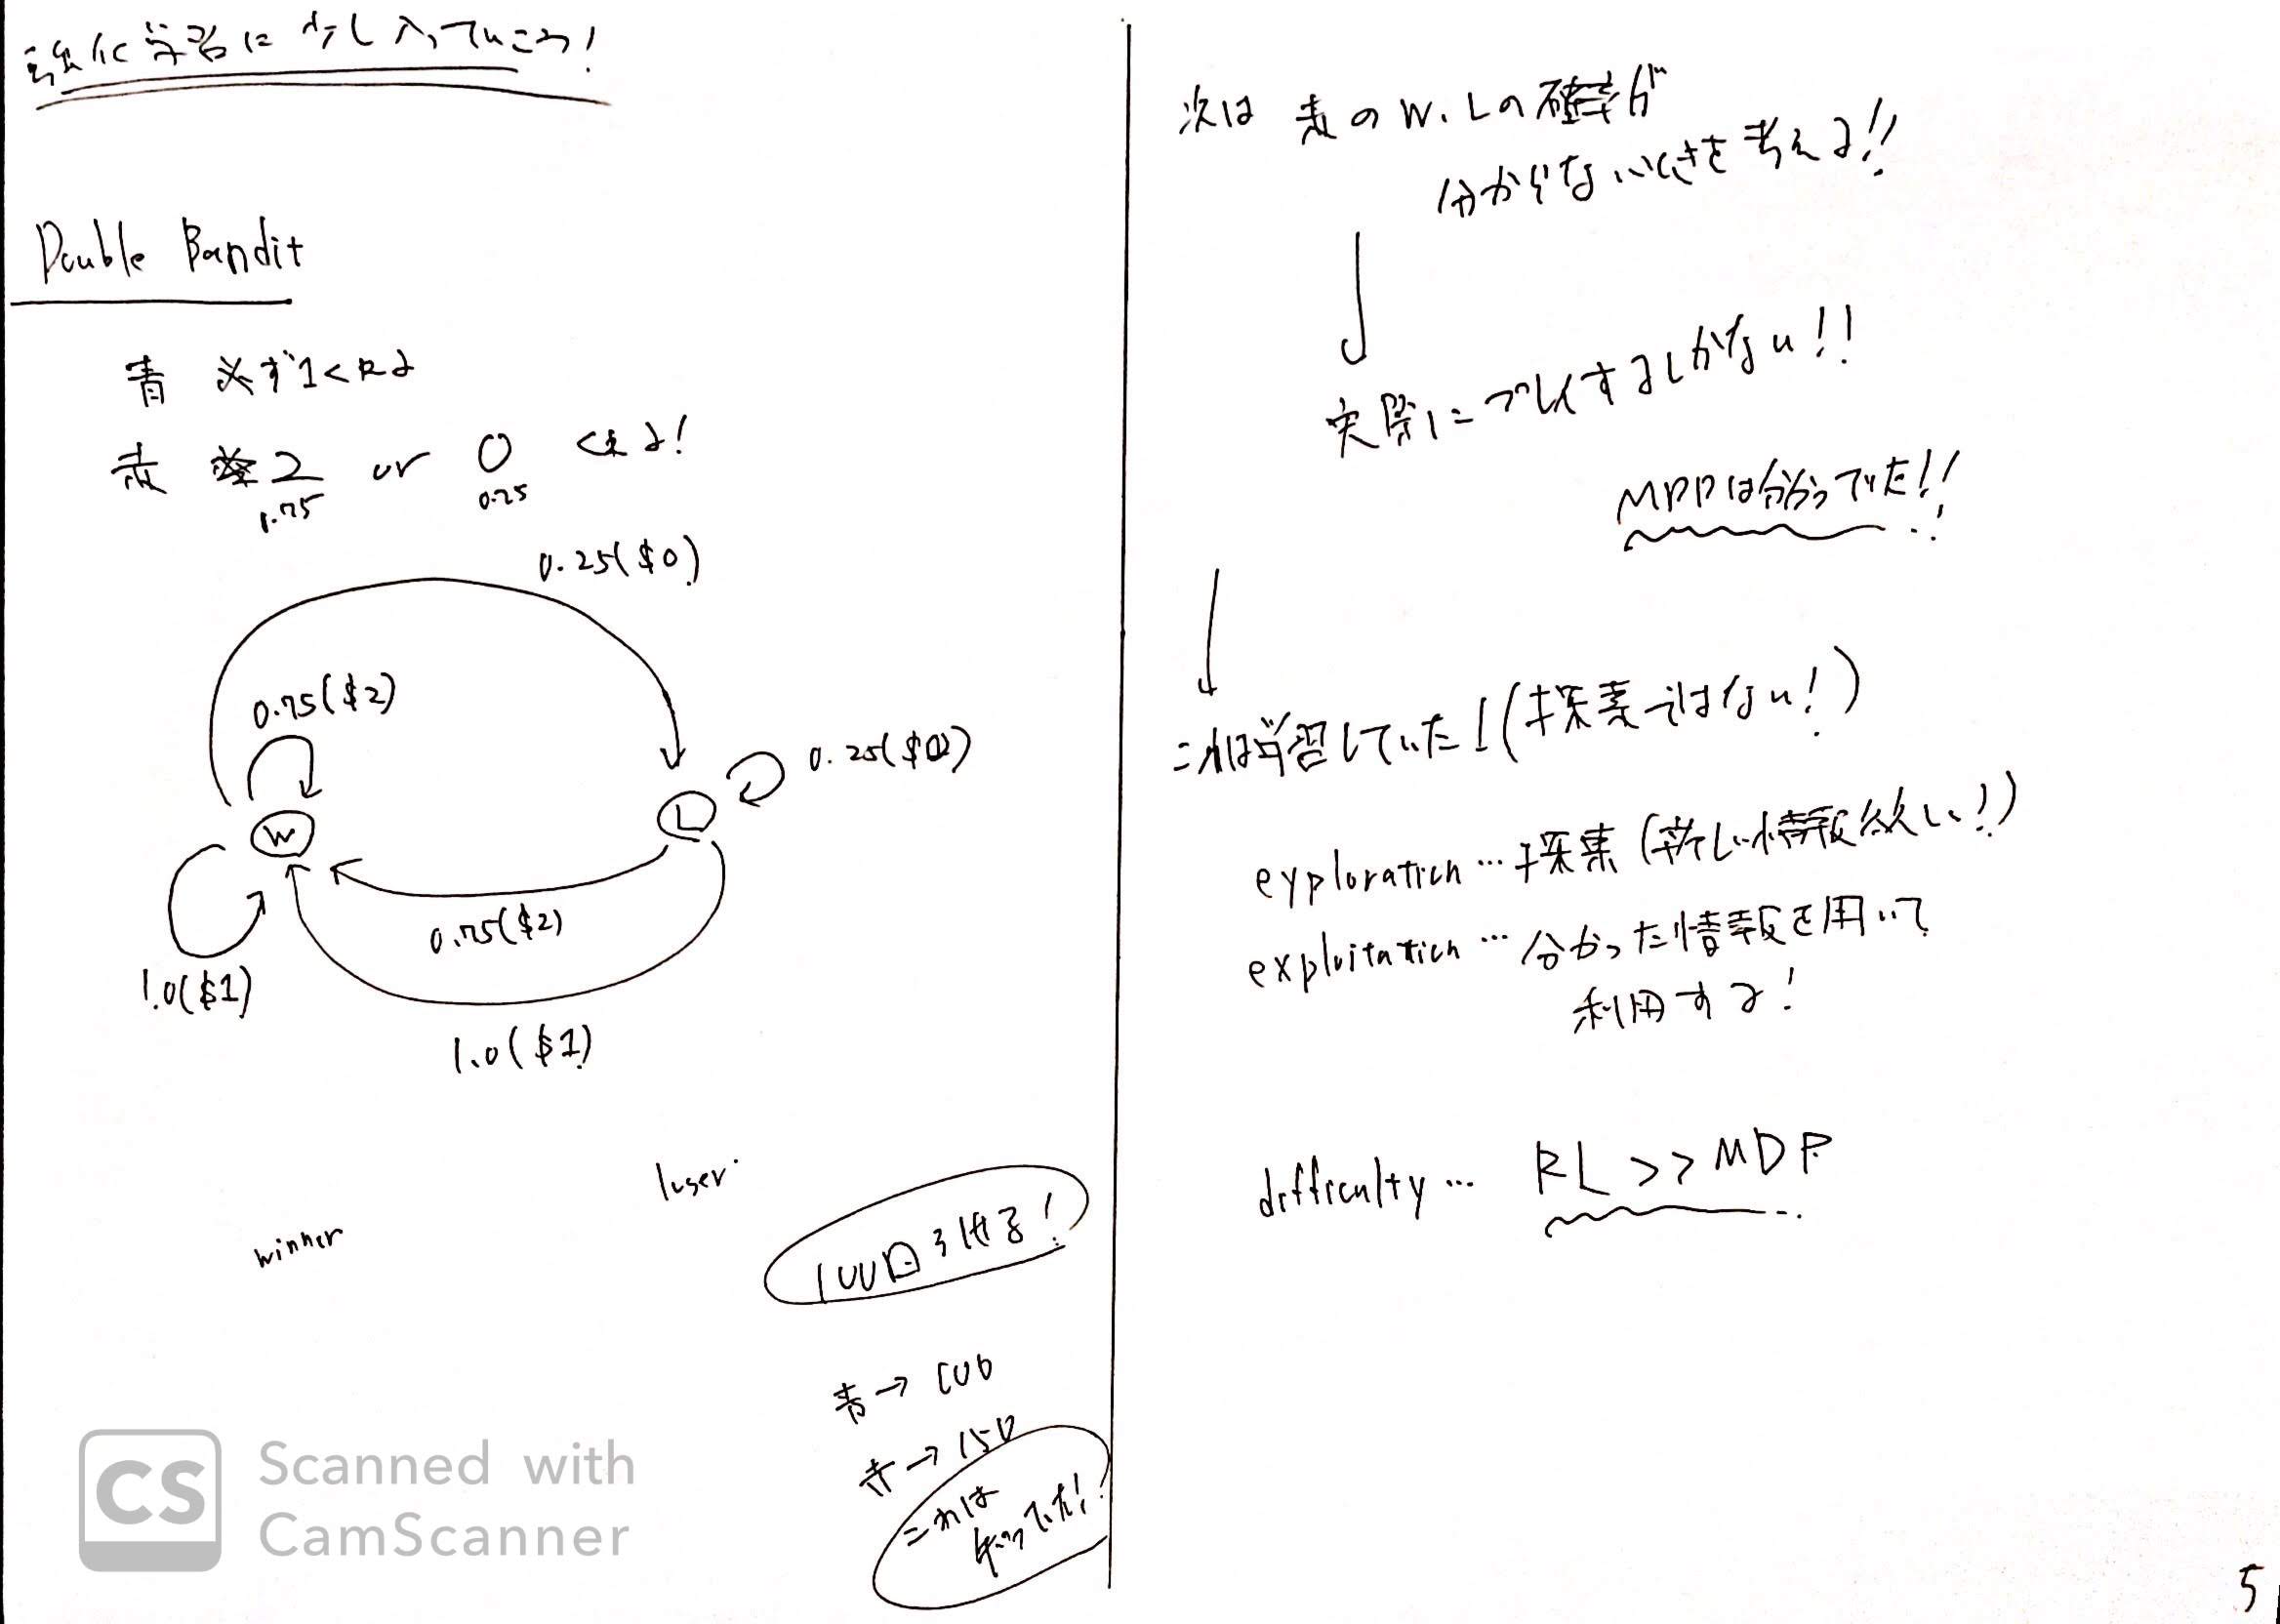 強化学習に少し入っていこう!
Double Bandit
青 必ず1くれる
赤 2 or 0 くれる!
1.75 0.25
0.25($0)
0.75($2)
0.25($0)
W
L
0.75($2)
1.0($1)
1.0($1)
loser
winner
100回引ける!
青→100
赤→150
これは
知ってた!
Scanned with
CS
CamScanner
次は 赤のW.Lの確率が
分からないときを考える!!
実際にプレイするしかない!!
MDPは分かってた!!
これは学習していた!(探索ではない!)
exploration…探索(新しい情報欲しい!)
exploitation…分かった情報を用いて
利用する!
difficulty… RL >> MDP
5